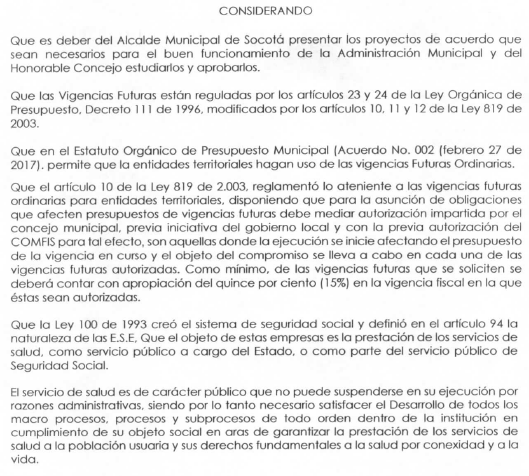 CONSIDERANDO
Que es deber del Alcalde Municipal de Socotá presentar los proyectos de acuerdo que
sean necesarios para el buen funcionamiento de la Administración Municipal y del
Honorable Concejo estudiarlos y aprobarlos.
Que las Vigencias Futuras están reguladas por los artículos 23 y 24 de la Ley Orgánica de
Presupuesto, Decreto 111 de 1996, modificados por los artículos 10, 11 y 12 de la Ley 819 de
2003.
Que en el Estatuto Orgánico de Presupuesto Municipal (Acuerdo No. 002 (febrero 27 de
2017). permite que la entidades territoriales hagan uso de las vigencias Futuras Ordinarias.
Que el artículo 10 de la Ley 819 de 2.003, reglamentó lo ateniente a las vigencias futuras
ordinarias para entidades territoriales, disponiendo que para la asunción de obligaciones
que afecten presupuestos de vigencias futuras debe mediar autorización impartida por el
concejo municipal, previa iniciativa del gobierno local y con la previa autorización del
COMFIS para tal efecto, son aquellas donde la ejecución se inicie afectando el presupuesto
de la vigencia en curso y el objeto del compromiso se lleva a cabo en cada una de las
vigencias futuras autorizadas. Como mínimo, de las vigencias futuras que se soliciten se
deberá contar con apropiación del quince por ciento (15%) en la vigencia fiscal en la que
éstas sean autorizadas.
Que la Ley 100 de 1993 creó el sistema de seguridad social y definió en el artículo 94 la
naturaleza de las E.S.E, Que el objeto de estas empresas es la prestación de los servicios de
salud, como servicio público a cargo del Estado, o como parte del servicio público de
Seguridad Social.
El servicio de salud es de carácter público que no puede suspenderse en su ejecución por
razones administrativas, siendo por lo tanto necesario satisfacer el Desarrollo de todos los
macro procesos, procesos y subprocesos de todo orden dentro de la institución en
cumplimiento de su objeto social en aras de garantizar la prestación de los servicios de
salud a la población usuaria y sus derechos fundamentales a la salud por conexidad y a la
vida.